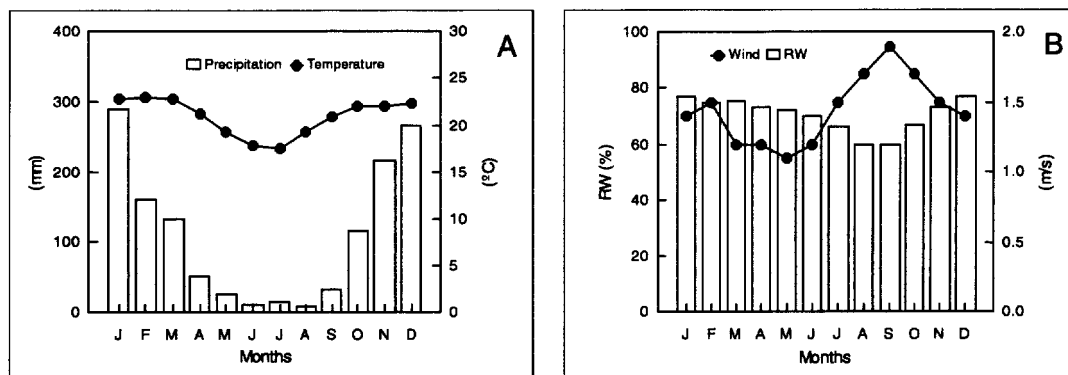 A
Precipitation Temperature
400
300
200
100
0
(mm)
30
25
20
15
10
5
0
(ºC)
J F M A M J J A S O N D
Months
B
Wind RW
100
80
60
40
20
0
RW (%)
2.0
1.5
1.0
0.5
0.0
(m/s)
J F M A M J J A S O N D
Months